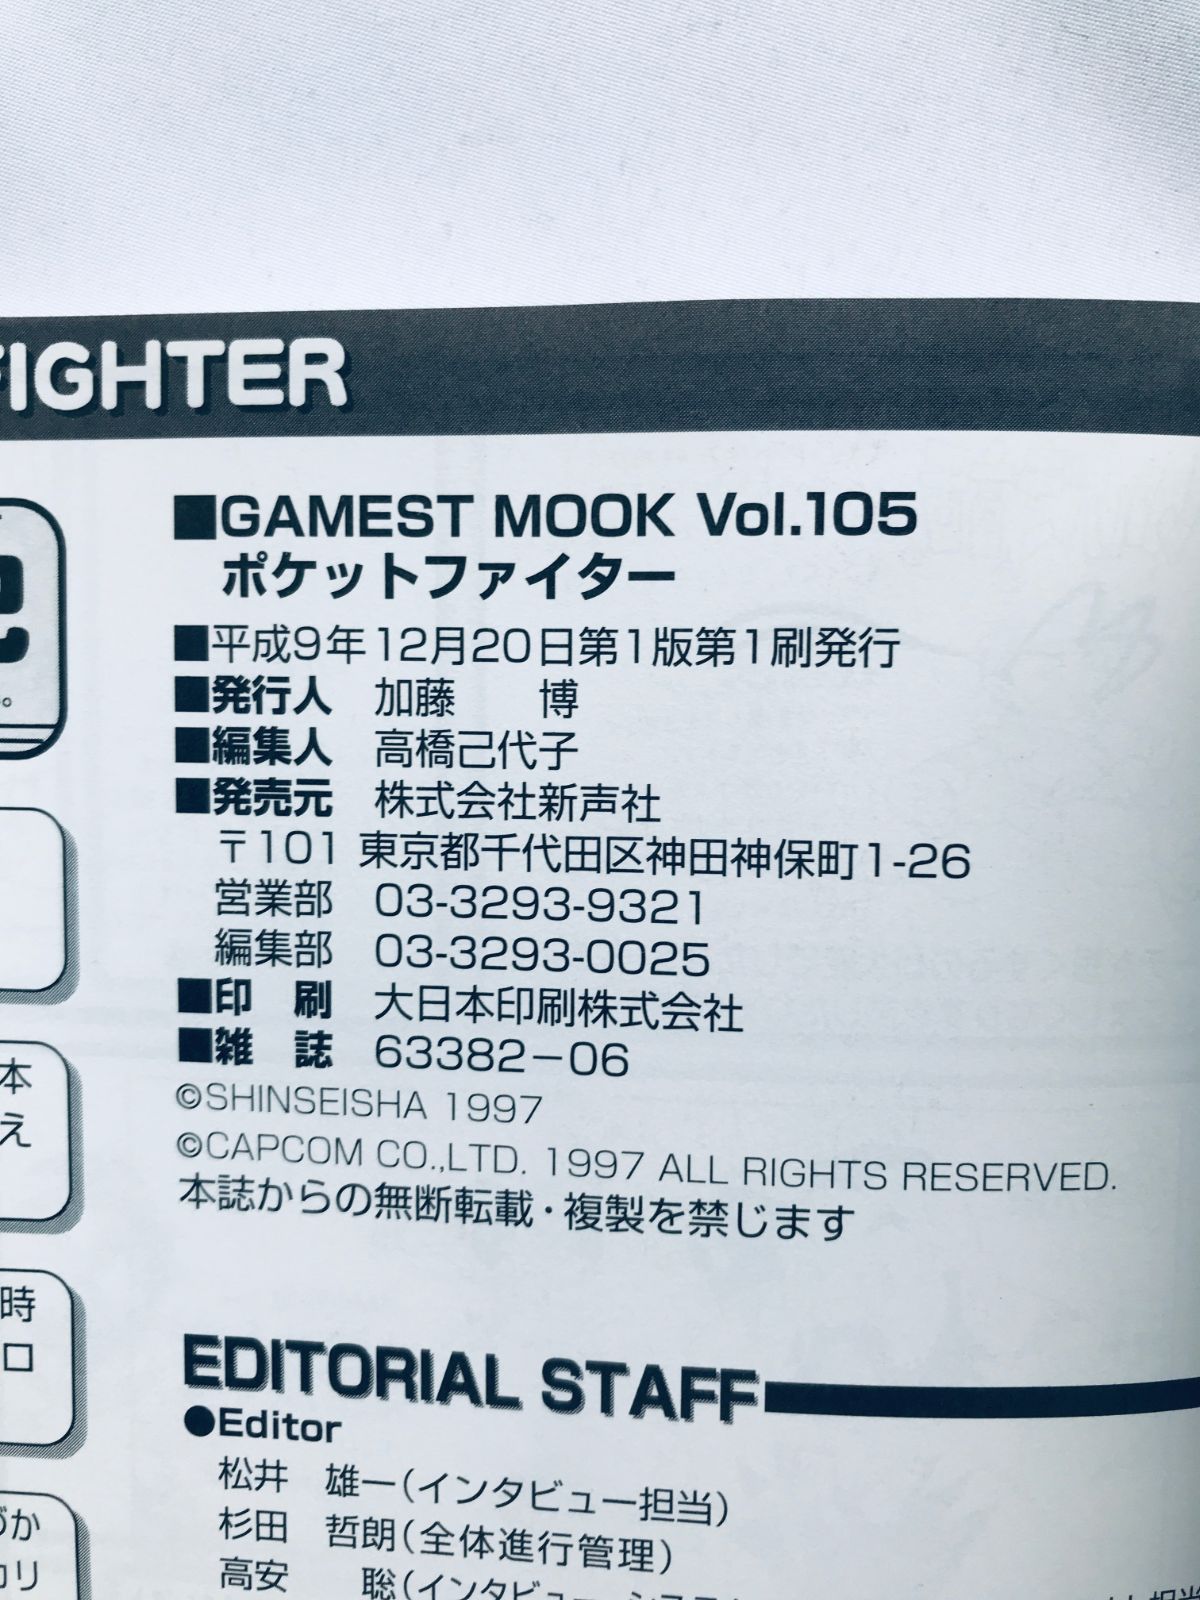 FIGHTER
■GAMEST MOOK Vol.105
ポケットファイター
■平成9年12月20日第1版第1刷発行
■発行人 加藤 博
■編集人 高橋己代子
■発売元 株式会社新声社
〒101 東京都千代田区神田神保町1-26
営業部 03-3293-9321
編集部 03-3293-0025
■印 刷 大日本印刷株式会社
■雑 誌 63382-06
©SHINSEISHA 1997
©CAPCOM CO.,LTD. 1997 ALL RIGHTS RESERVED.
本誌からの無断転載・複製を禁じます
本
え
時
ロ
か
リ
EDITORIAL STAFF
●Editor
松井 雄一(インタビュー担当)
杉田 哲朗(全体進行管理)
高安 聡(インタビュー